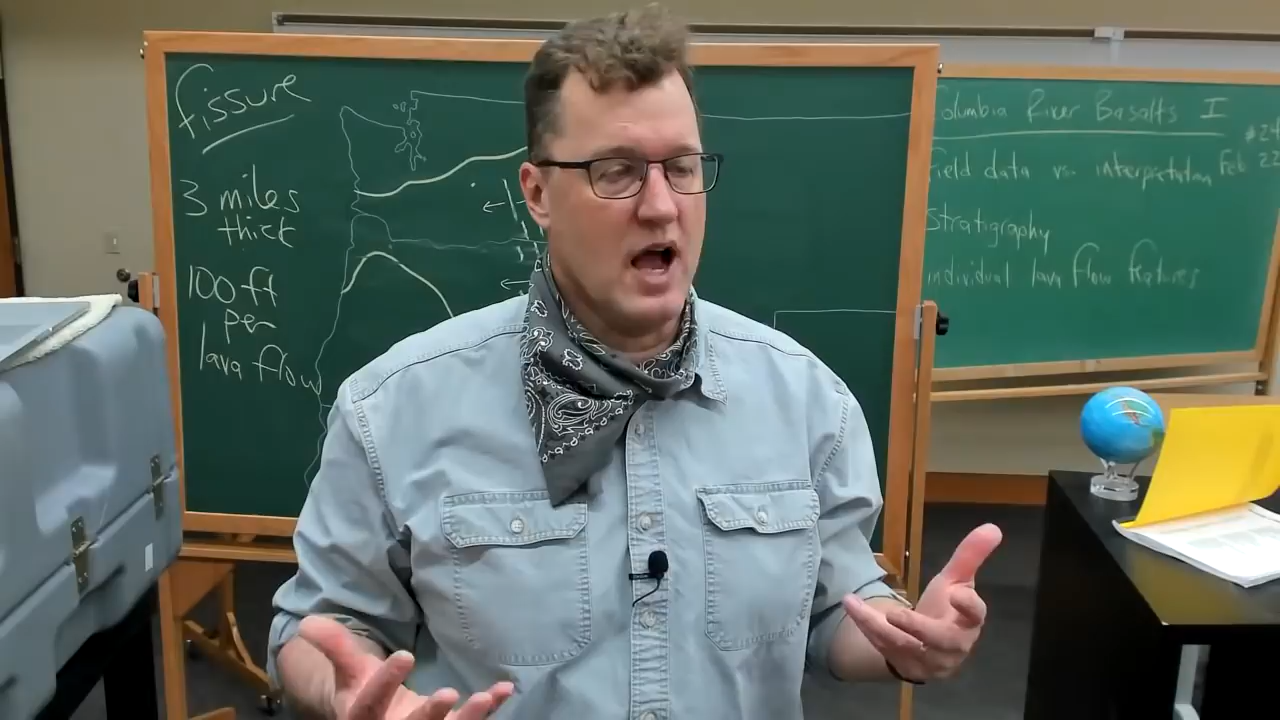 fissure
3 miles
thick
100 ft
per
lava flow
olumbia River Basalts I
#24
field data vs. interpretation Feb 22
stratigraphy
individual lava flow features